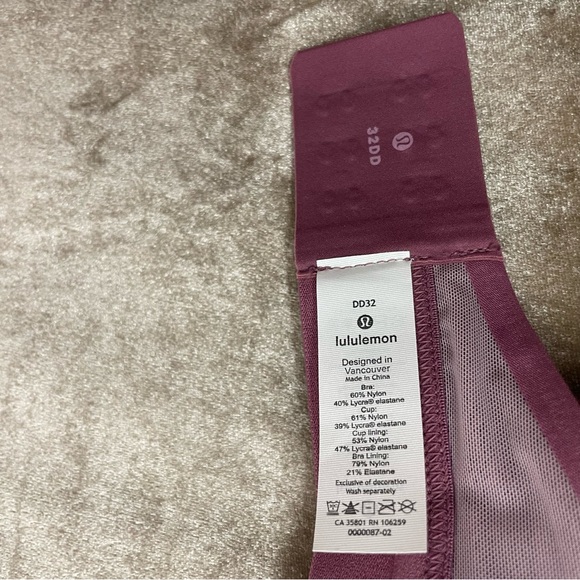 32DD
DD32
lululemon
Designed in
Vancouver
Made in China
Bra:
60% Nylon
40% Lycra® elastane
Cup:
61% Nylon
39% Lycra® elastane
Cup lining:
53% Nylon
47% Lycra® elastane
Bra Lining:
79% Nylon
21% Elastane
Exclusive of decoration
Wash separately
CA 35801 RN 106259
0000087-02